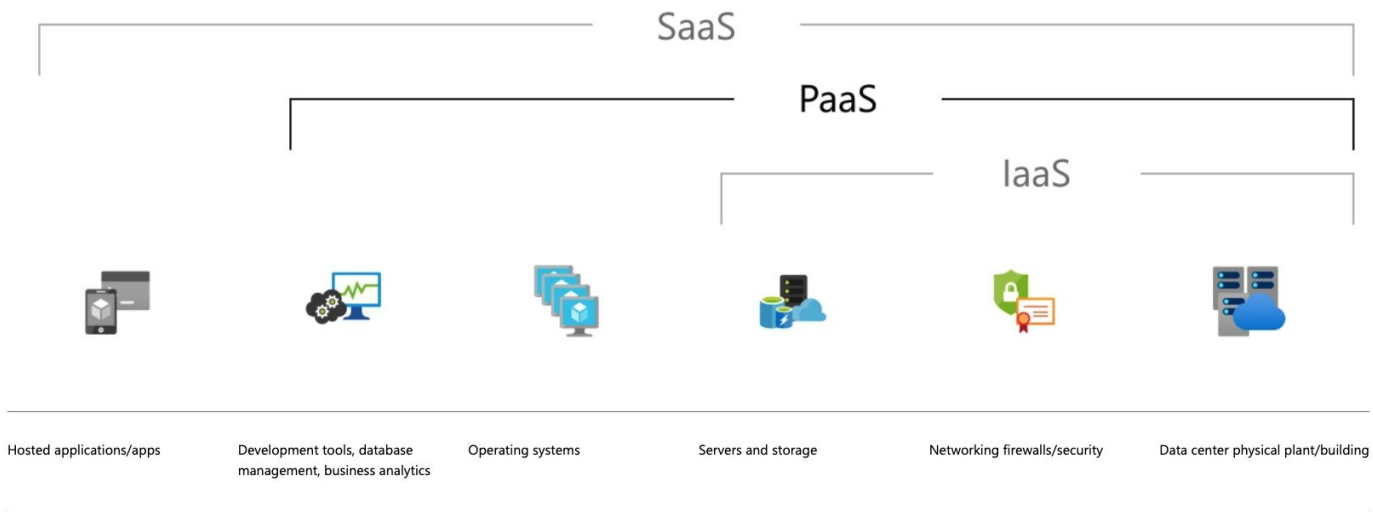 SaaS
PaaS
IaaS
Hosted applications/apps
Development tools, database
management, business analytics
Operating systems
Servers and storage
Networking firewalls/security
Data center physical plant/building